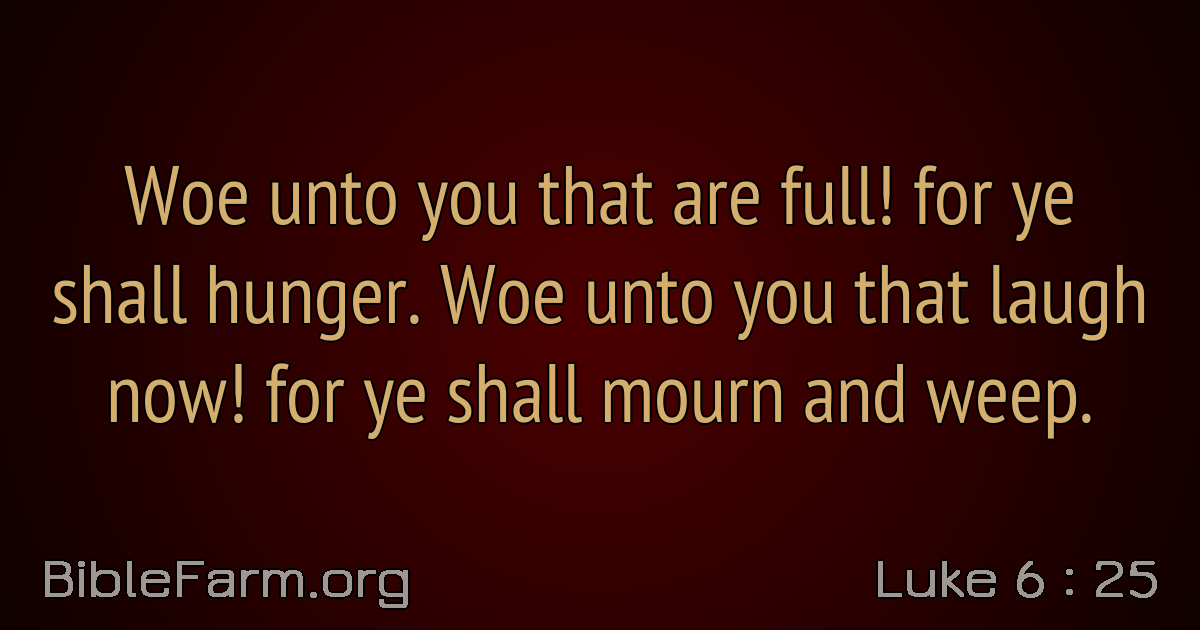 Woe unto you that are full! for ye
shall hunger. Woe unto you that laugh
now! for ye shall mourn and weep.
BibleFarm.org
Luke 6 : 25